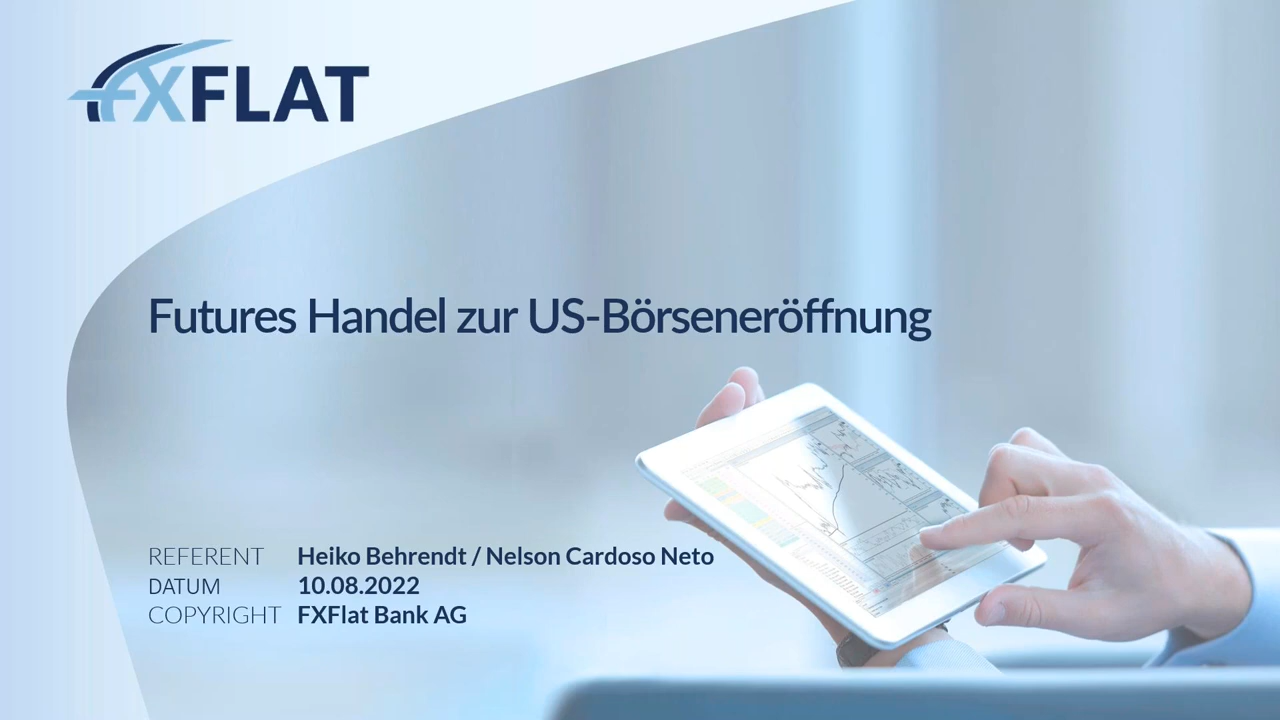 FXFLAT
Futures Handel zur US-Börseneröffnung
REFERENT Heiko Behrendt / Nelson Cardoso Neto
DATUM 10.08.2022
COPYRIGHT FXFlat Bank AG